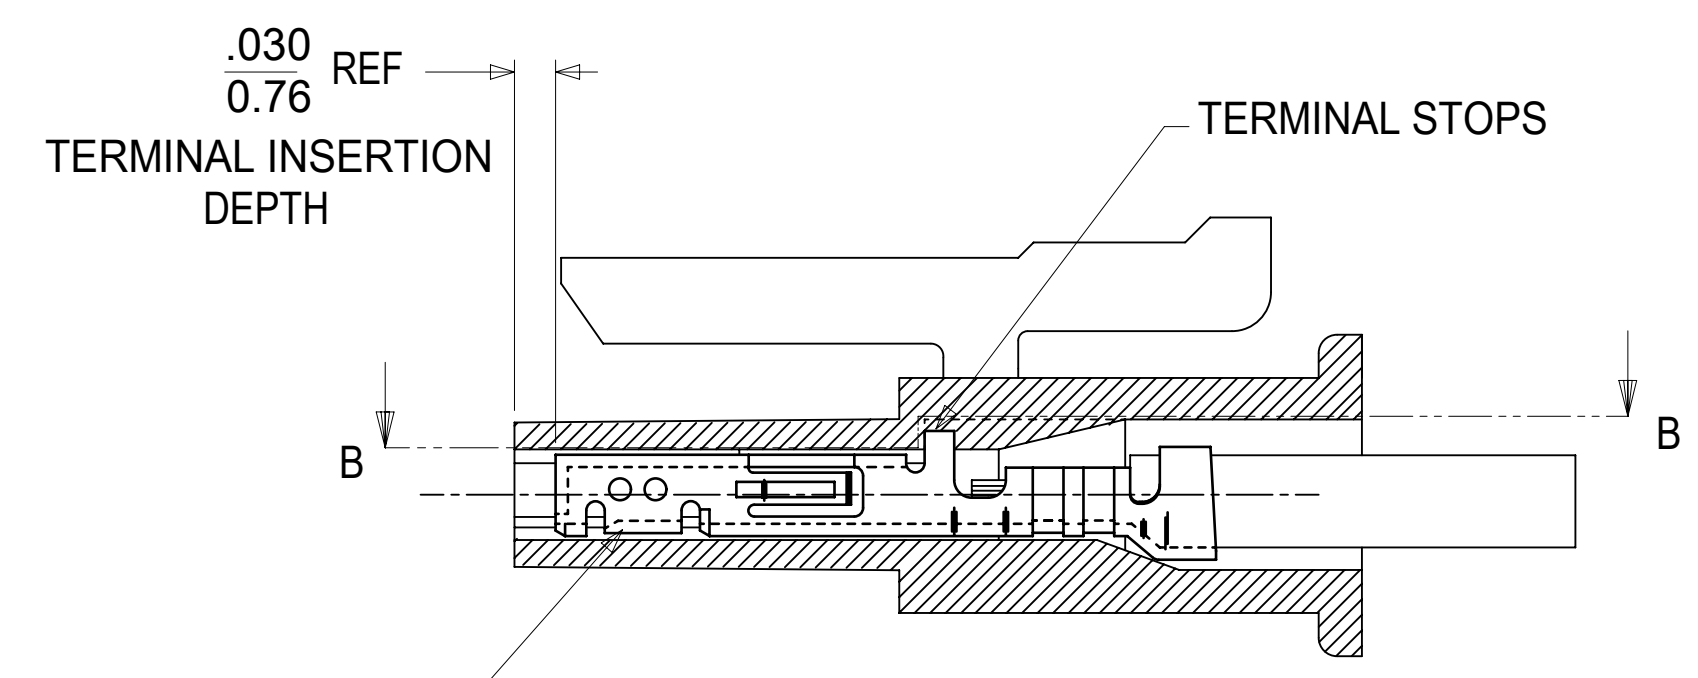 .030
0.76 REF
TERMINAL INSERTION
DEPTH
TERMINAL STOPS
B
B